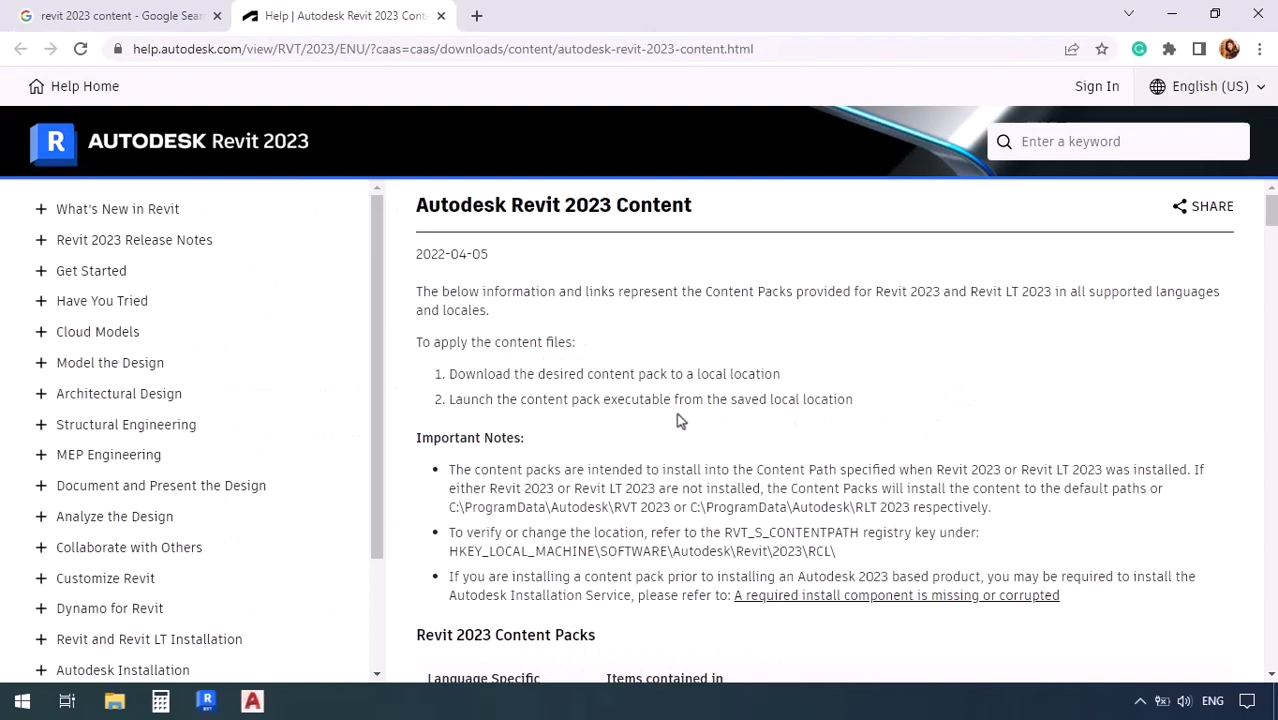 revit 2023 content - Google Sear
Help | Autodesk Revit 2023 Cont
help.autodesk.com/view/RVT/2023/ENU/?caas=caas/downloads/content/autodesk-revit-2023-content.html
Help Home
Sign In
English (US)
R
AUTODESK Revit 2023
Enter a keyword
What's New in Revit
Revit 2023 Release Notes
Get Started
Have You Tried
Cloud Models
Model the Design
Architectural Design
Structural Engineering
MEP Engineering
Document and Present the Design
Analyze the Design
Collaborate with Others
Customize Revit
Dynamo for Revit
Revit and Revit LT Installation
Autodesk Installation
Autodesk Revit 2023 Content
SHARE
2022-04-05
The below information and links represent the Content Packs provided for Revit 2023 and Revit LT 2023 in all supported languages
and locales.
To apply the content files:
1. Download the desired content pack to a local location
2. Launch the content pack executable from the saved local location
Important Notes:
• The content packs are intended to install into the Content Path specified when Revit 2023 or Revit LT 2023 was installed. If
either Revit 2023 or Revit LT 2023 are not installed, the Content Packs will install the content to the default paths or
C:\ProgramData\Autodesk\RVT 2023 or C:\ProgramData\Autodesk\RLT 2023 respectively.
• To verify or change the location, refer to the RVT_S_CONTENTPATH registry key under:
HKEY_LOCAL_MACHINE\SOFTWARE\Autodesk\Revit\2023\RCL\
• If you are installing a content pack prior to installing an Autodesk 2023 based product, you may be required to install the
Autodesk Installation Service, please refer to: A required install component is missing or corrupted
Revit 2023 Content Packs
Language Specific
Items contained in
R
RVT
A
ENG